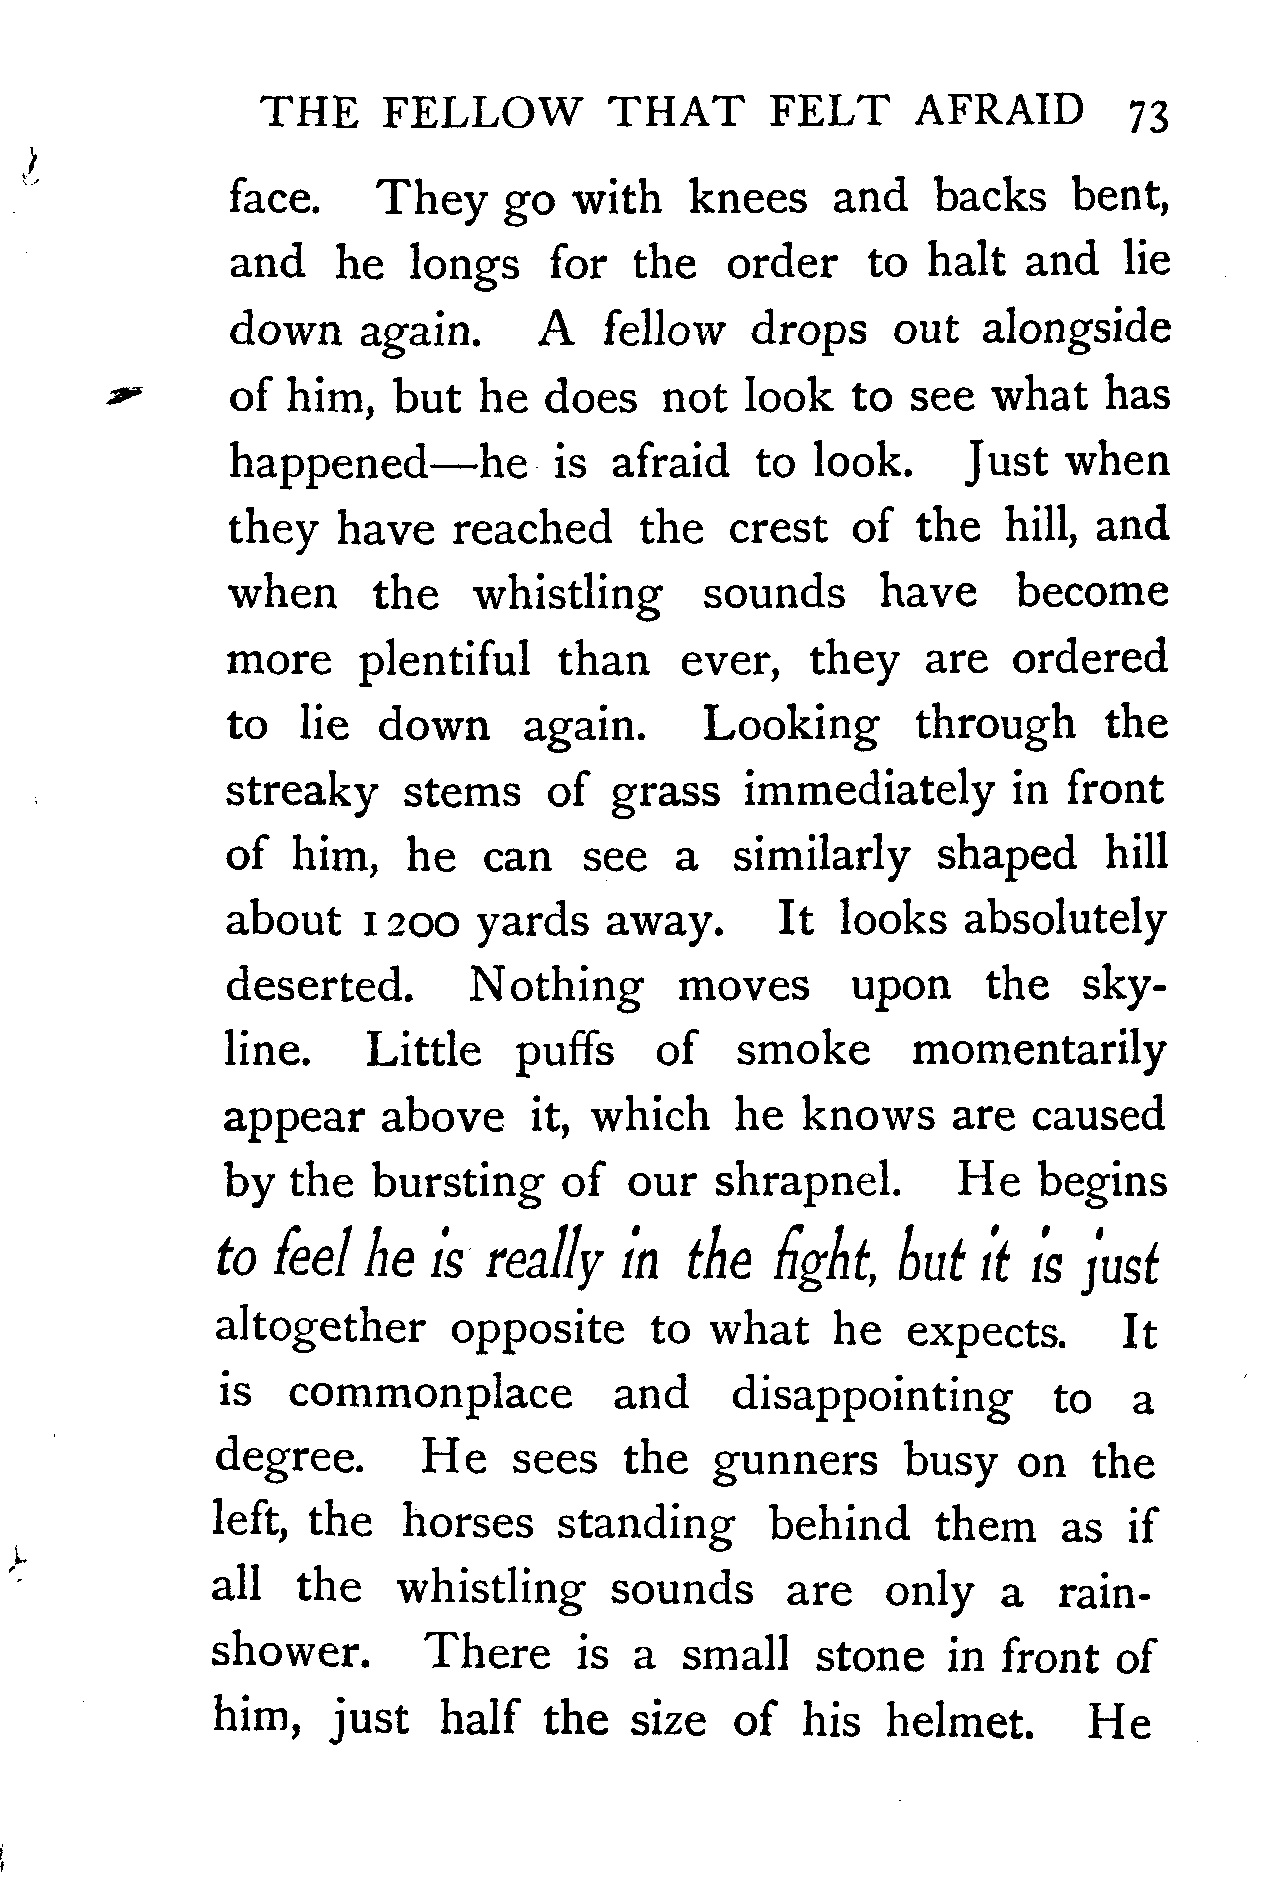 THE FELLOW THAT FELT AFRAID 73
face. They go with knees and backs bent,
and he longs for the order to halt and lie
down again. A fellow drops out alongside
of him, but he does not look to see what has
happened—he is afraid to look. Just when
they have reached the crest of the hill, and
when the whistling sounds have become
more plentiful than ever, they are ordered
to lie down again. Looking through the
streaky stems of grass immediately in front
of him, he can see a similarly shaped hill
about 1200 yards away. It looks absolutely
deserted. Nothing moves upon the sky-
line. Little puffs of smoke momentarily
appear above it, which he knows are caused
by the bursting of our shrapnel. He begins
to feel he is really in the fight, but it is just
altogether opposite to what he expects. It
is commonplace and disappointing to a
degree. He sees the gunners busy on the
left, the horses standing behind them as if
all the whistling sounds are only a rain-
shower. There is a small stone in front of
him, just half the size of his helmet. He